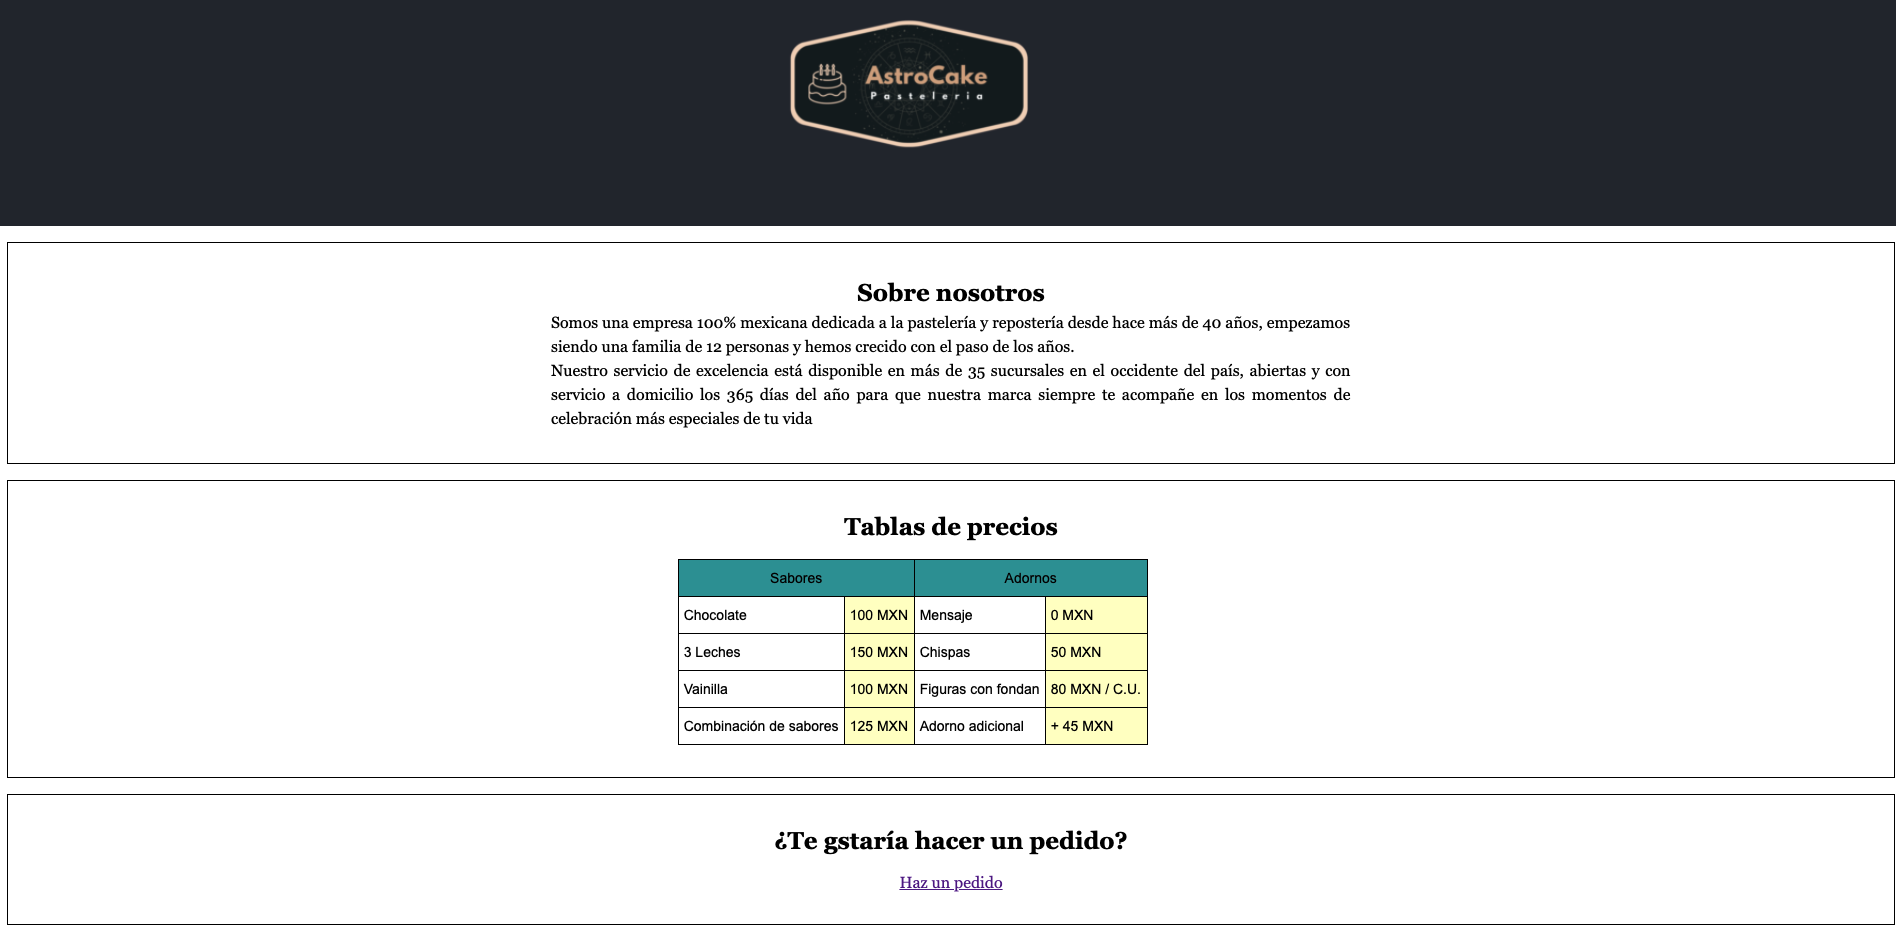 AstroCake
Pasteleria
Sobre nosotros
Somos una empresa 100% mexicana dedicada a la pastelería y repostería desde hace más de 40 años, empezamos
siendo una familia de 12 personas y hemos crecido con el paso de los años.
Nuestro servicio de excelencia está disponible en más de 35 sucursales en el occidente del país, abiertas y con
servicio a domicilio los 365 días del año para que nuestra marca siempre te acompañe en los momentos de
celebración más especiales de tu vida
Tablas de precios
Sabores Adornos
Chocolate 100 MXN Mensaje 0 MXN
3 Leches 150 MXN Chispas 50 MXN
Vainilla 100 MXN Figuras con fondan 80 MXN / C.U.
Combinación de sabores 125 MXN Adorno adicional + 45 MXN
¿Te gstaría hacer un pedido?
Haz un pedido